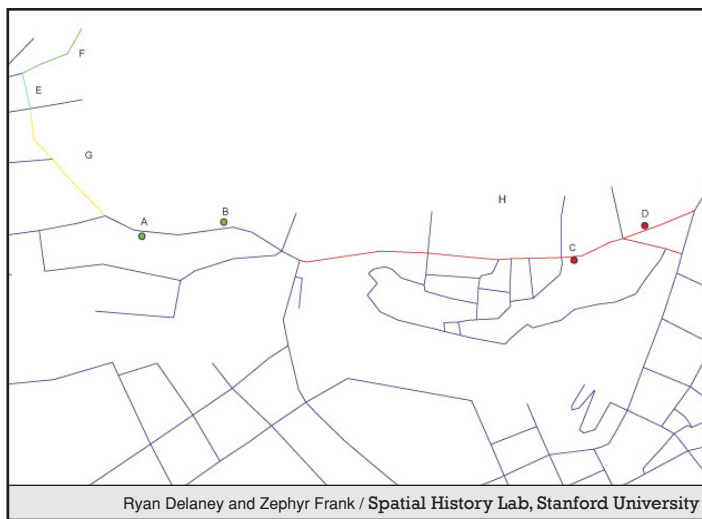 F
E
G
A
B
H
D
C
Ryan Delaney and Zephyr Frank / Spatial History Lab, Stanford University